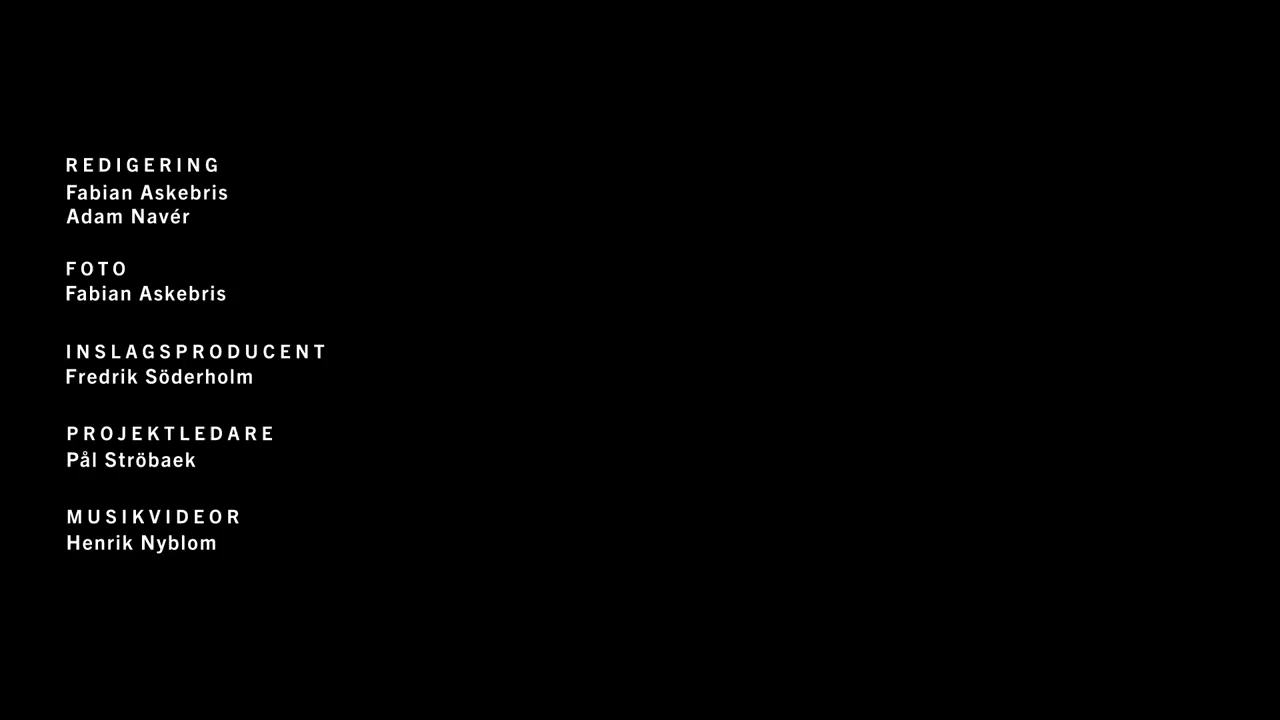 REDIGERING
Fabian Askebris
Adam Navér
FOTO
Fabian Askebris
INSLAGSPRODUCENT
Fredrik Söderholm
PROJEKTLEDARE
Pål Ströbaek
MUSIKVIDEOR
Henrik Nyblom